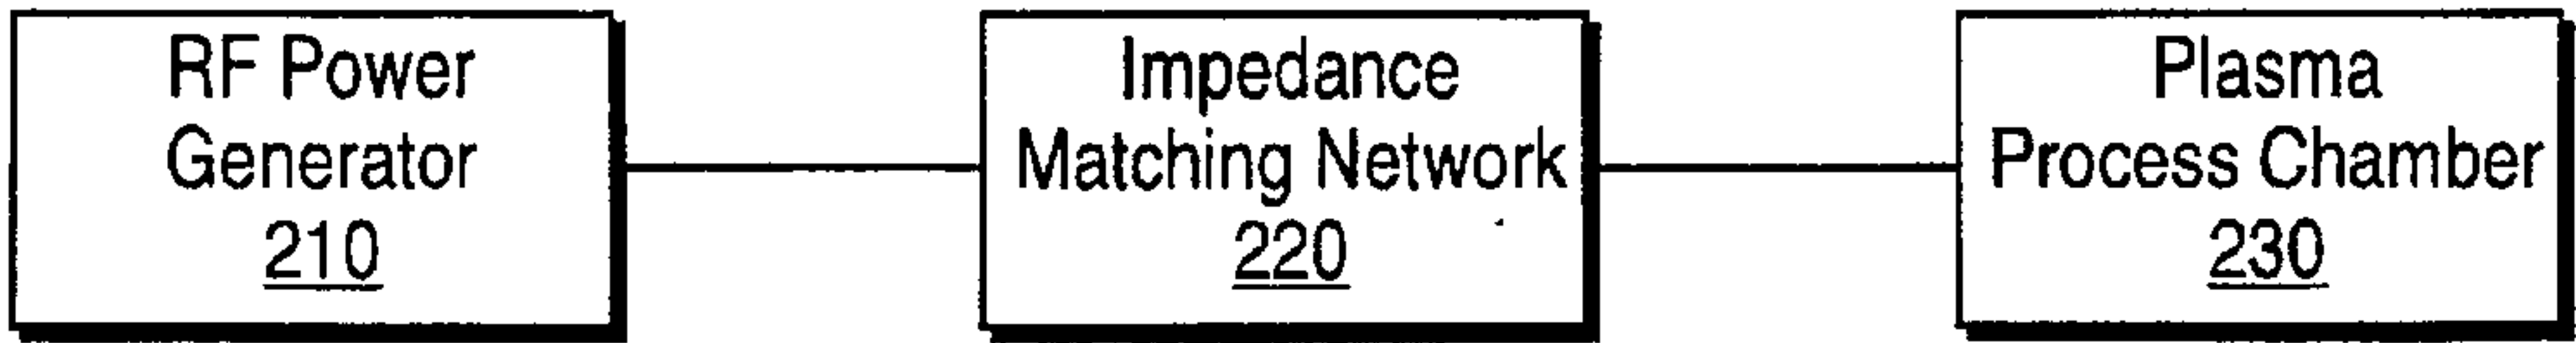 RF Power
Generator
210
Impedance
Matching Network
220
Plasma
Process Chamber
230